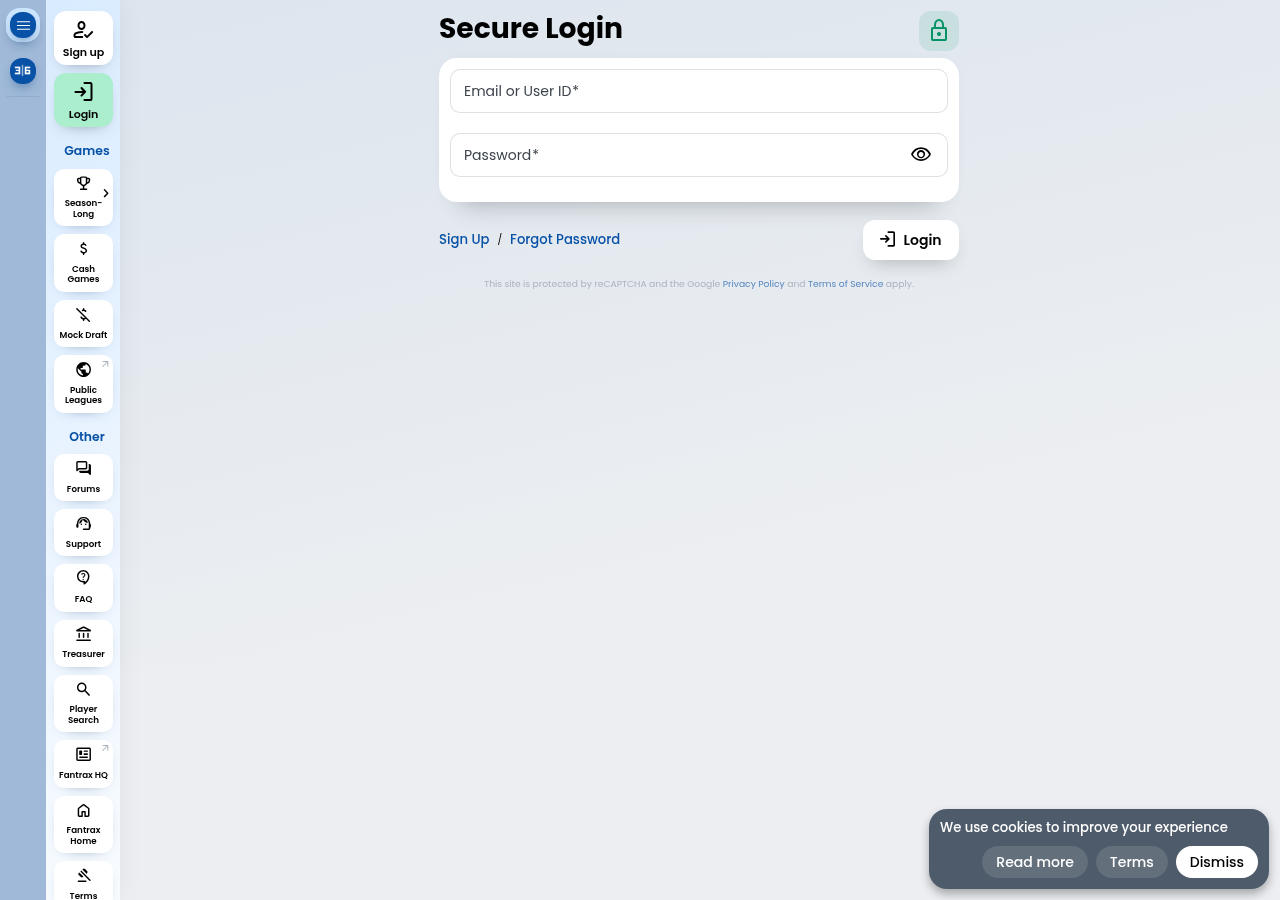 Sign up
Login
Games
Season-
Long
Cash
Games
Mock Draft
Public
Leagues
Other
Forums
Support
FAQ
Treasurer
Player
Search
Fantrax HQ
Fantrax
Home
Terms
Secure Login
Email or User ID*
Password*
Sign Up / Forgot Password
Login
This site is protected by reCAPTCHA and the Google Privacy Policy and Terms of Service apply.
We use cookies to improve your experience
Read more Terms Dismiss